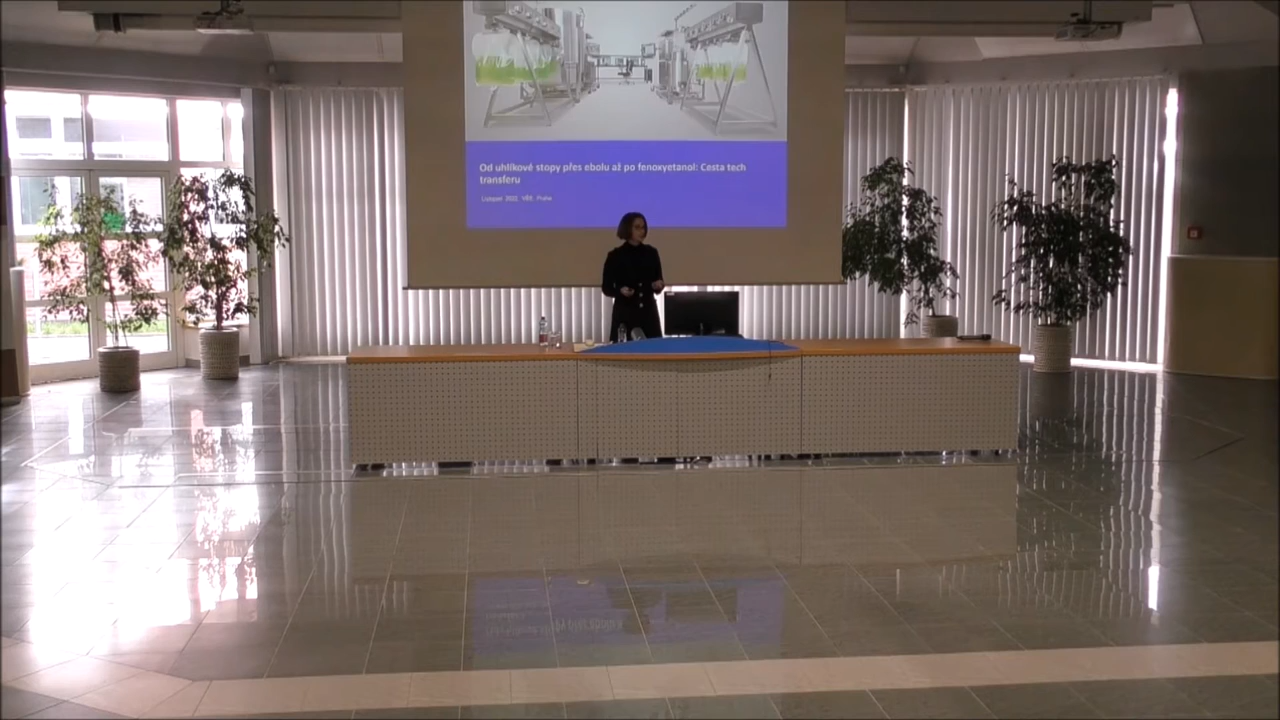 Od uhlíkové stopy přes ebolu až po fenoxyetanol: Cesta tech
transferu
Listopad 2022, VŠE, Praha